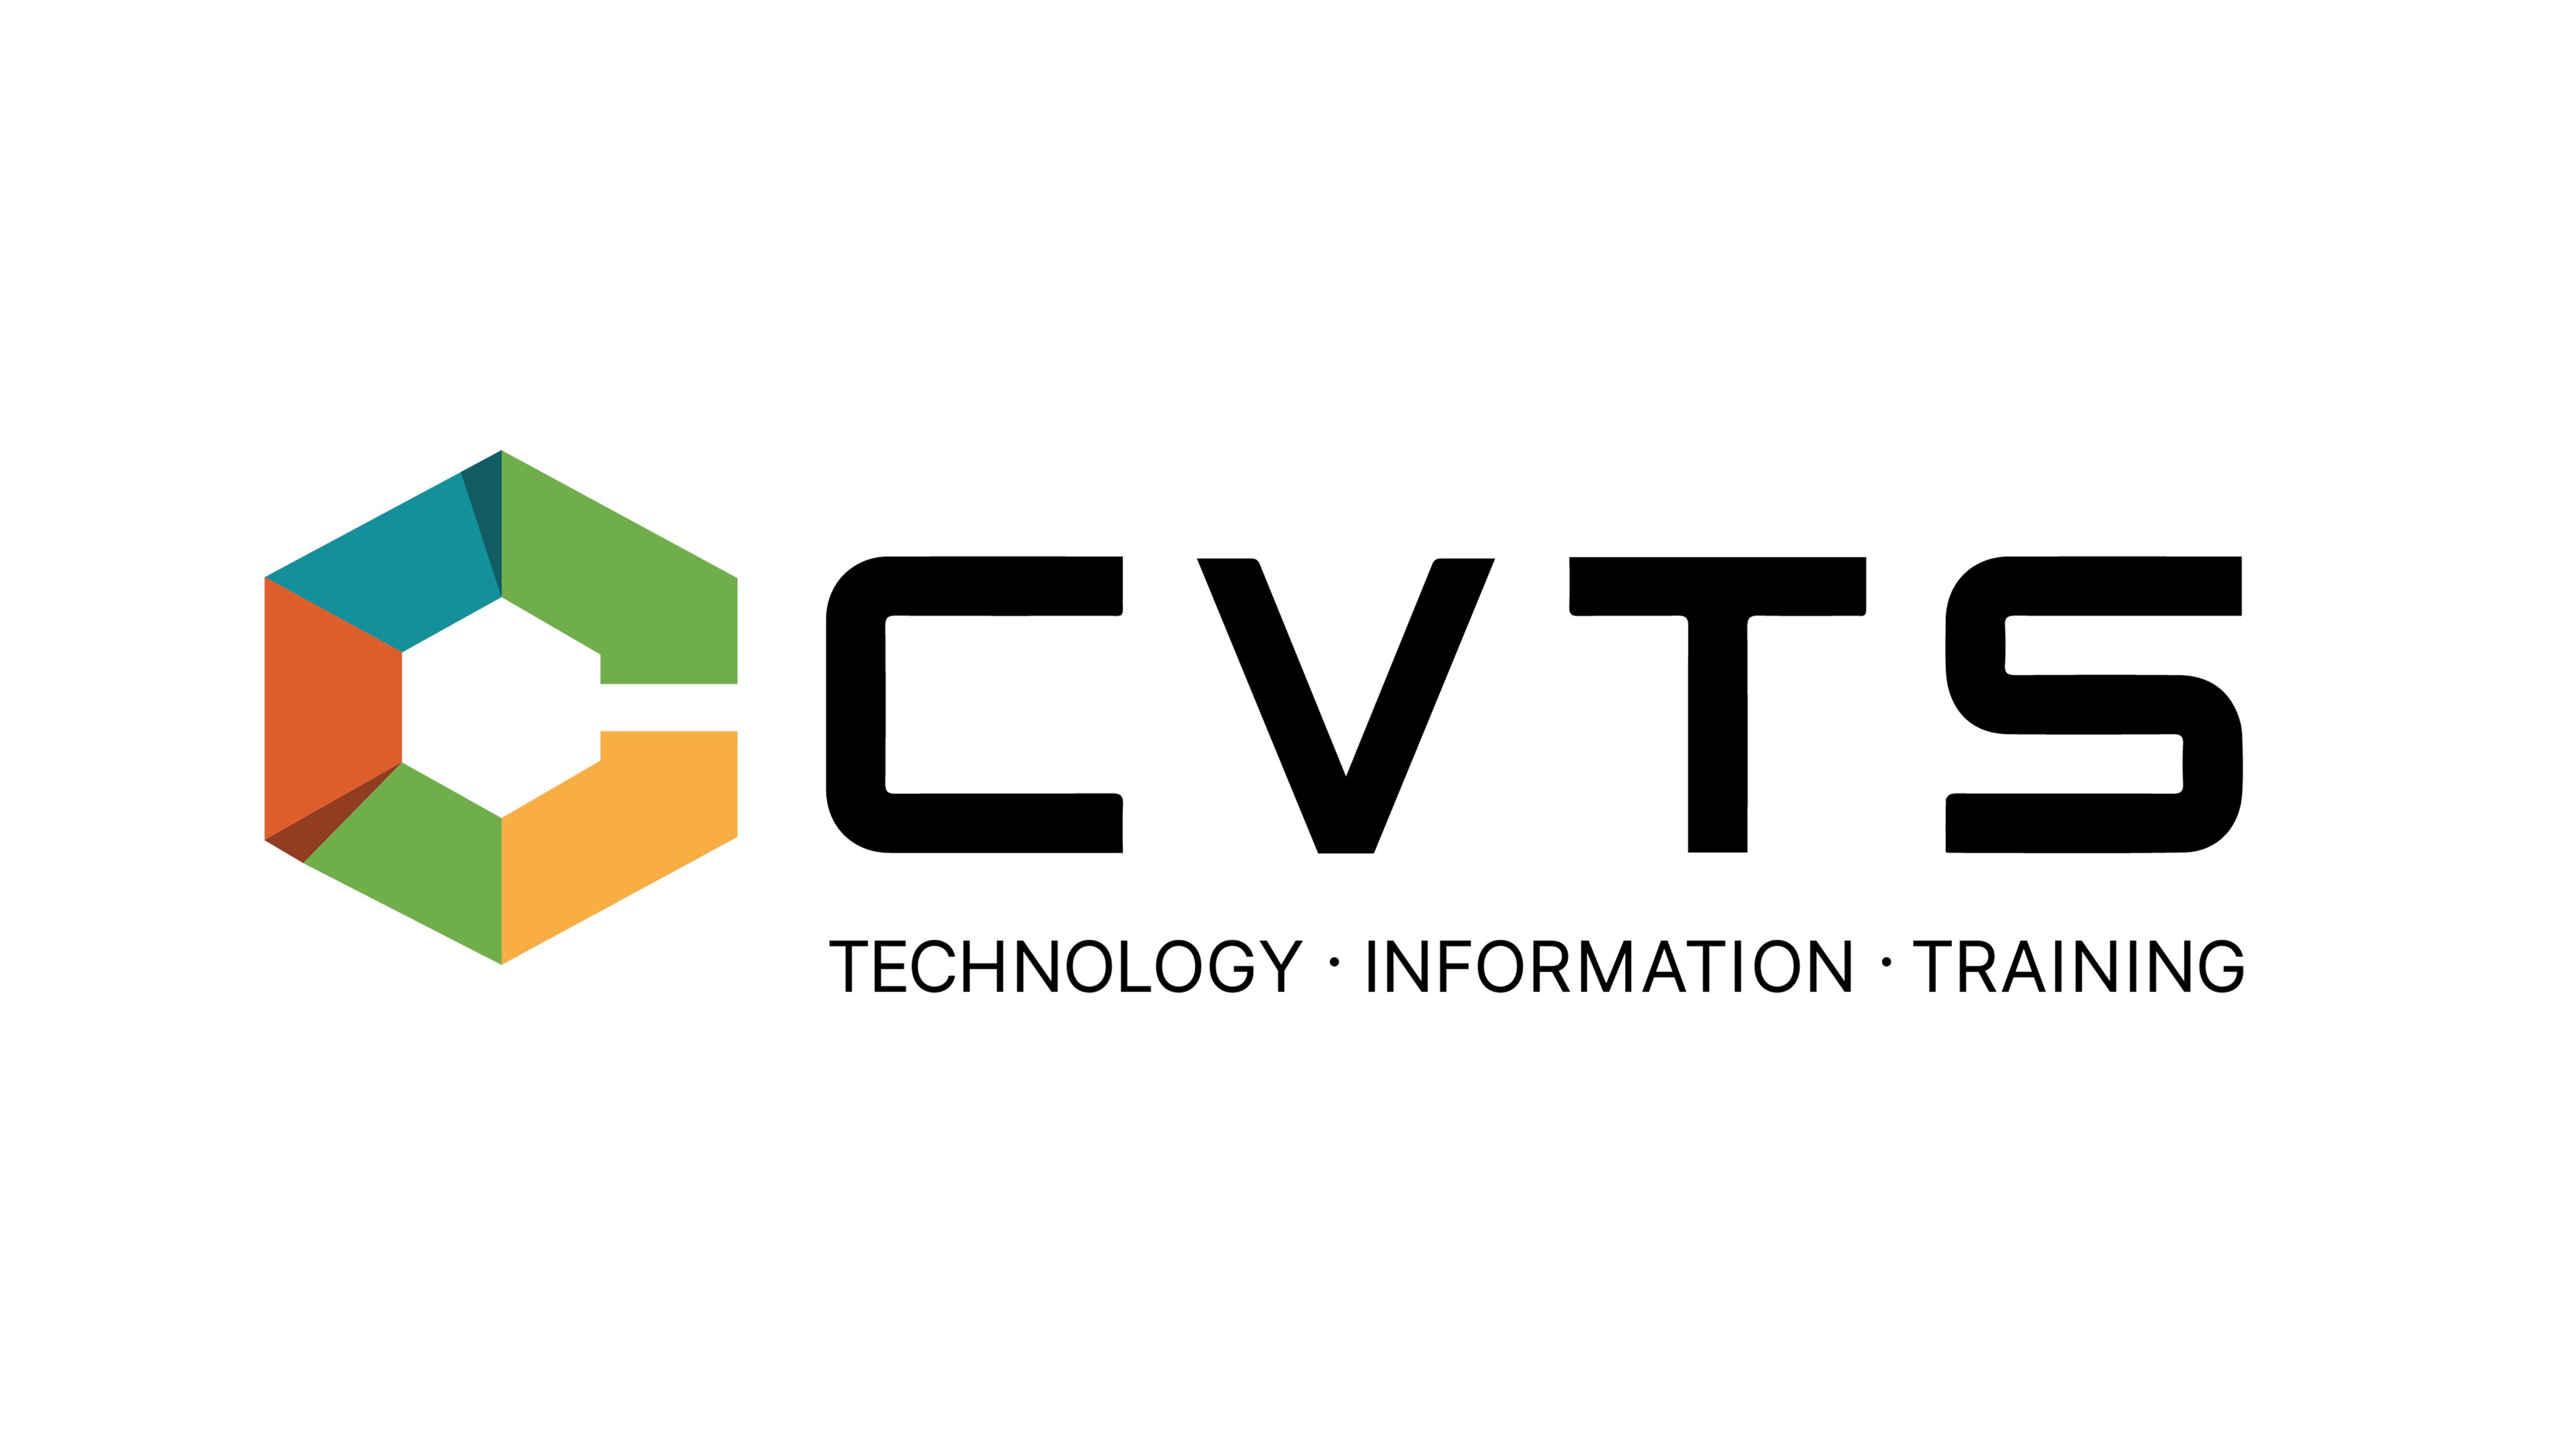 CVTS
TECHNOLOGY · INFORMATION · TRAINING